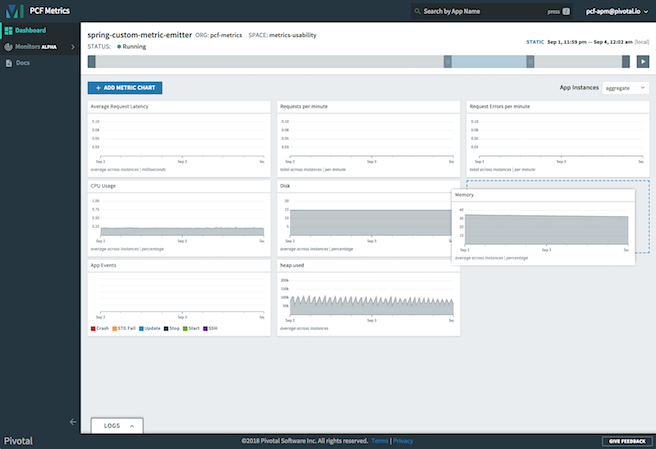 PCF Metrics
Search by App Name press /
pcf-apm@pivotal.io
Dashboard
Monitors ALPHA
Docs
spring-custom-metric-emitter ORG: pcf-metrics SPACE: metrics-usability
STATUS: Running
STATIC Sep 1, 11:59 pm — Sep 4, 12:02 am (local)
+ ADD METRIC CHART
App Instances aggregate
Average Request Latency
0.10
0.08
0.05
0.03
Sep 2 Sep 3 Sep
average across instances | milliseconds
Requests per minute
0.10
0.08
0.05
0.03
Sep 2 Sep 3 Sep
total across instances | per minute
Request Errors per minute
0.10
0.08
0.05
0.03
Sep 2 Sep 3 Sep
total across instances | per minute
CPU Usage
1.00
0.75
0.50
0.25
Sep 2 Sep 3 Sep
average across instances | percentage
Disk
20
15
10
5
Sep 2 Sep 3
average across instances | percentage
Memory
40
30
20
10
Sep 2 Sep 3 Sep
average across instances | percentage
App Events
Sep 2 Sep 3 Sep
Crash STG. Fail Update Stop Start SSH
heap.used
200k
150k
100k
50k
Sep 2 Sep 3 Sep
average across instances
LOGS
Pivotal
©2018 Pivotal Software Inc. All rights reserved. Terms | Privacy
GIVE FEEDBACK